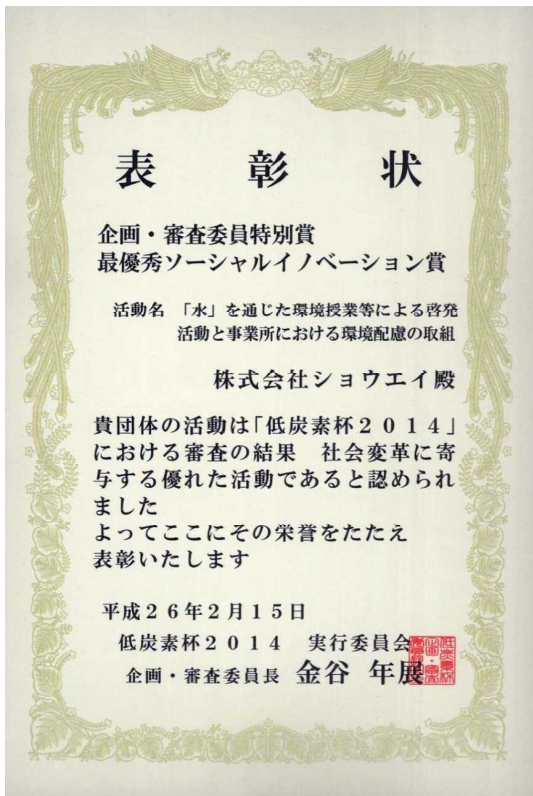 表彰状
企画・審査委員特別賞
最優秀ソーシャルイノベーション賞
活動名 「水」を通じた環境授業等による啓発
活動と事業所における環境配慮の取組
株式会社ショウエイ殿
貴団体の活動は「低炭素杯2014」
における審査の結果 社会変革に寄
与する優れた活動であると認められ
ました
よってここにその栄誉をたたえ
表彰いたします
平成26年2月15日
低炭素杯2014 実行委員会
企画・審査委員長 金谷 年展